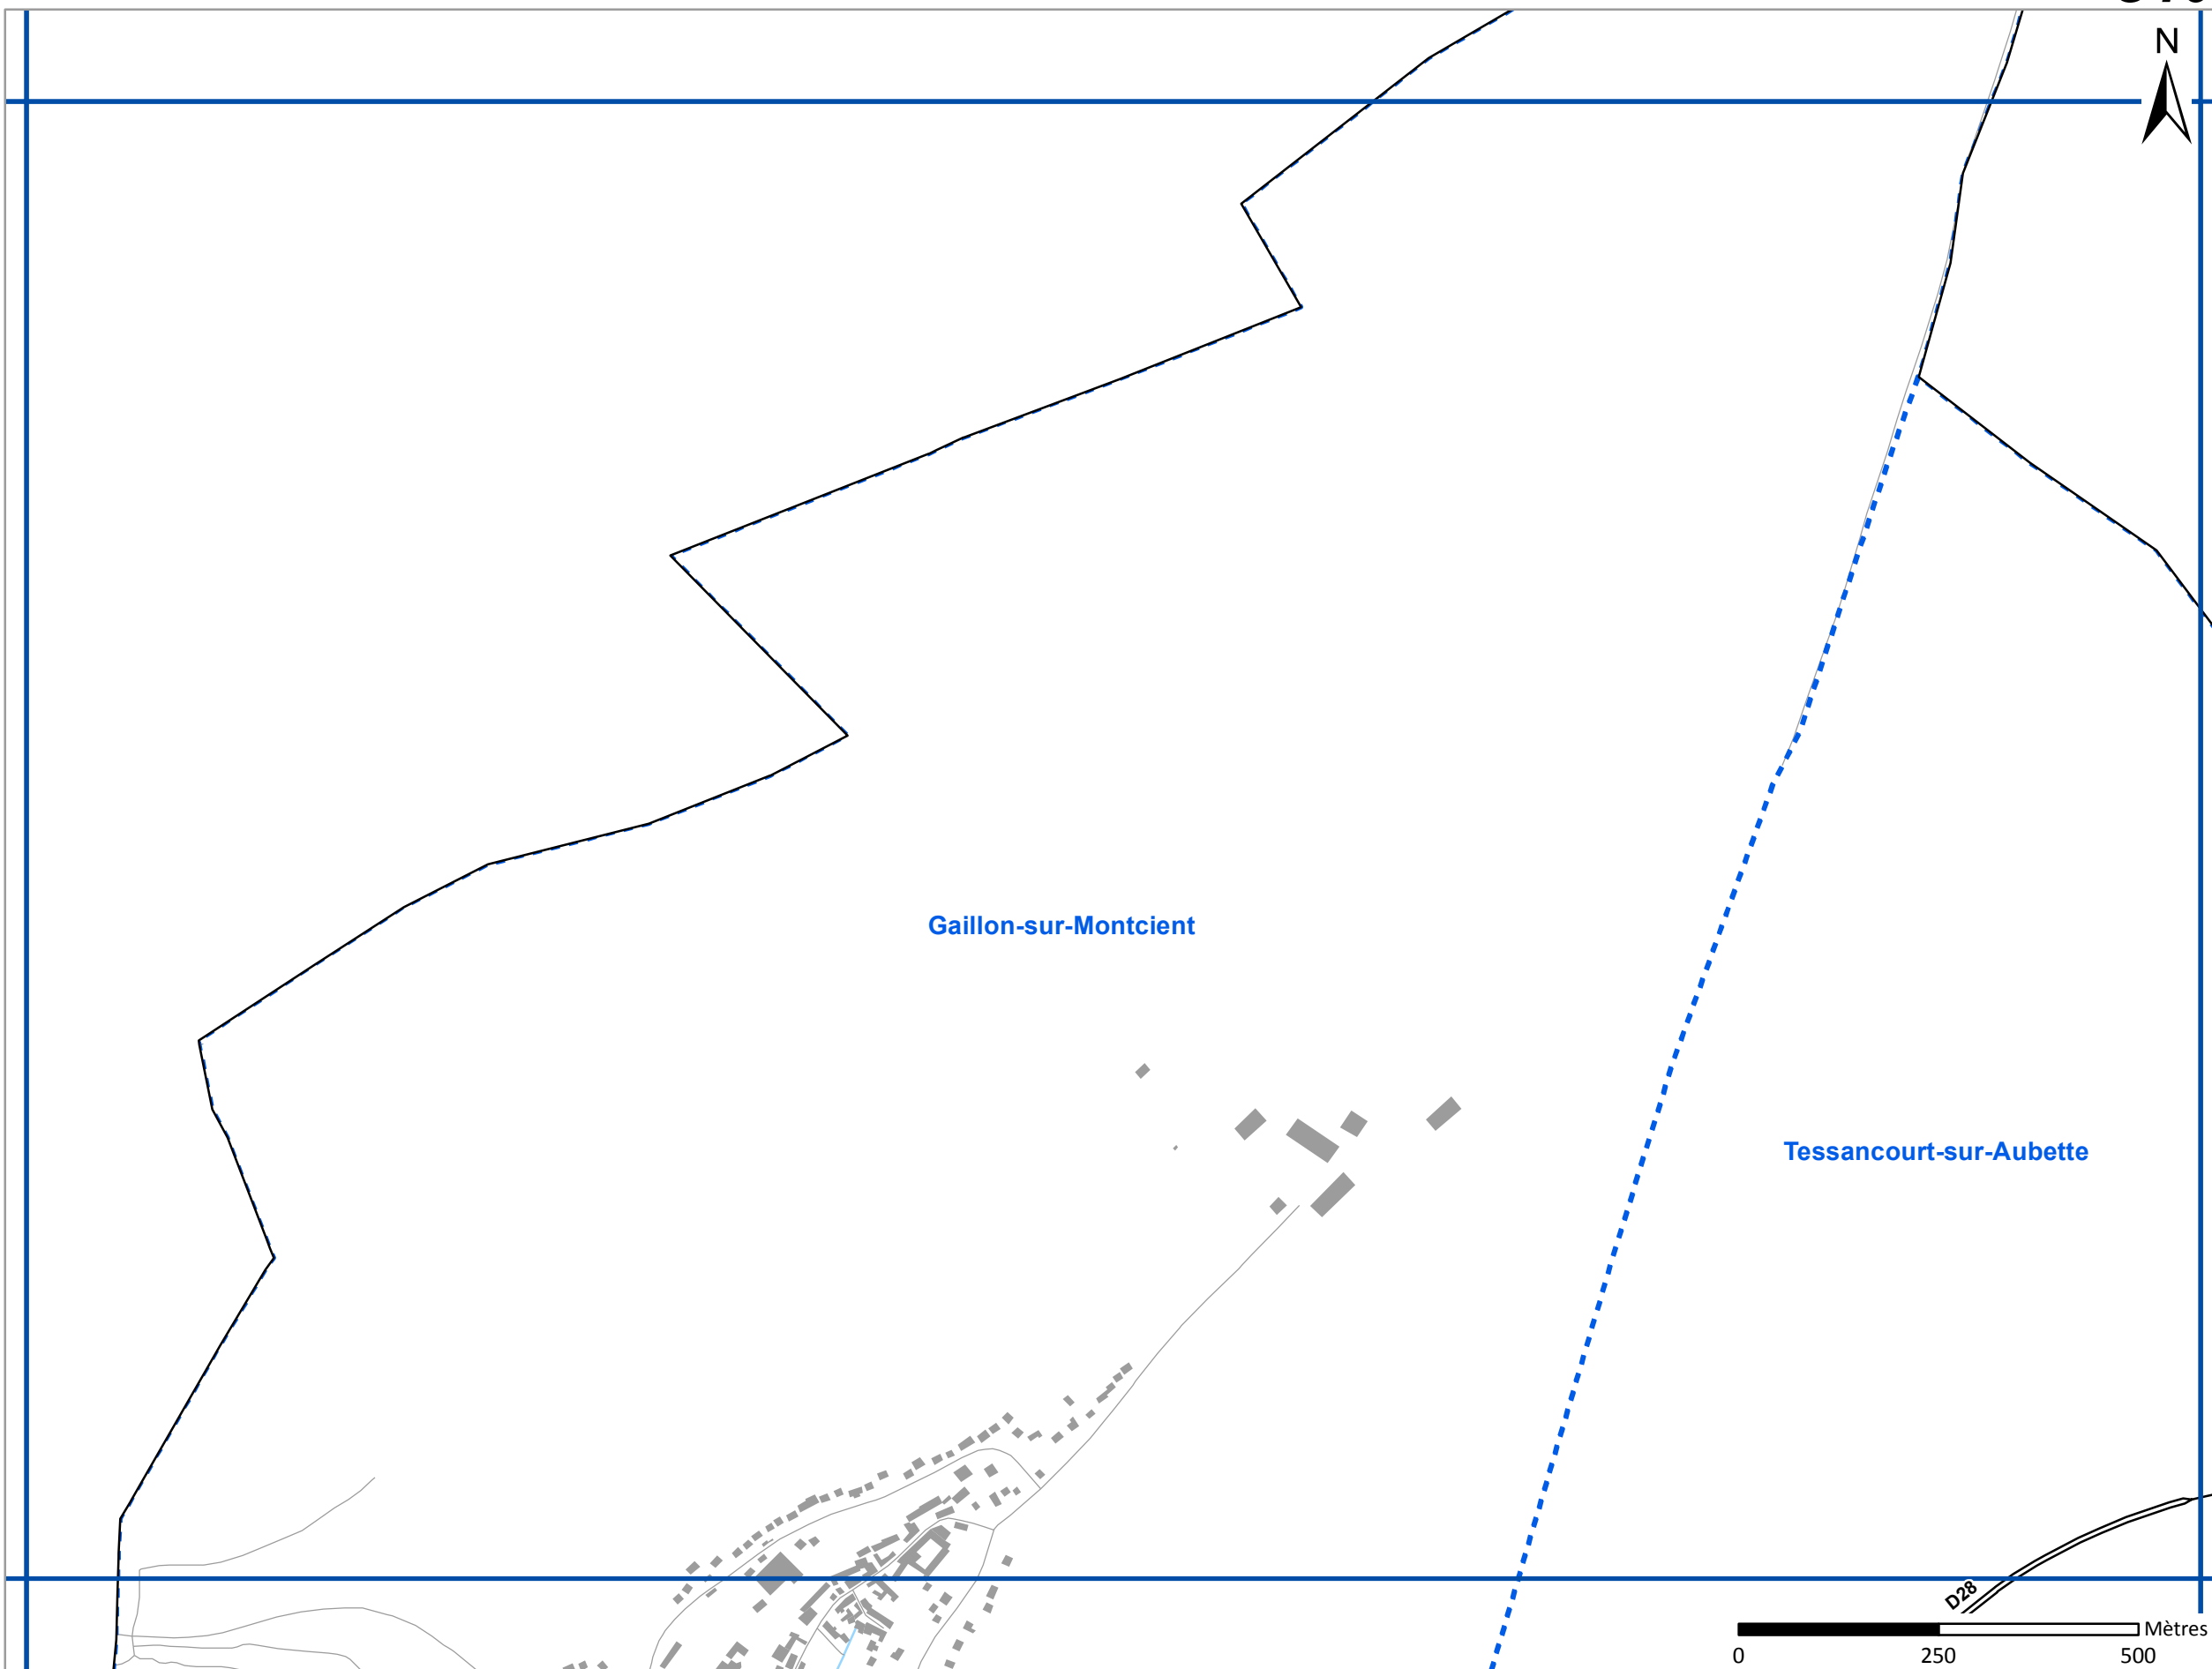 N
Gaillon-sur-Montcient
Tessancourt-sur-Aubette
D28
Mètres
0 250 500